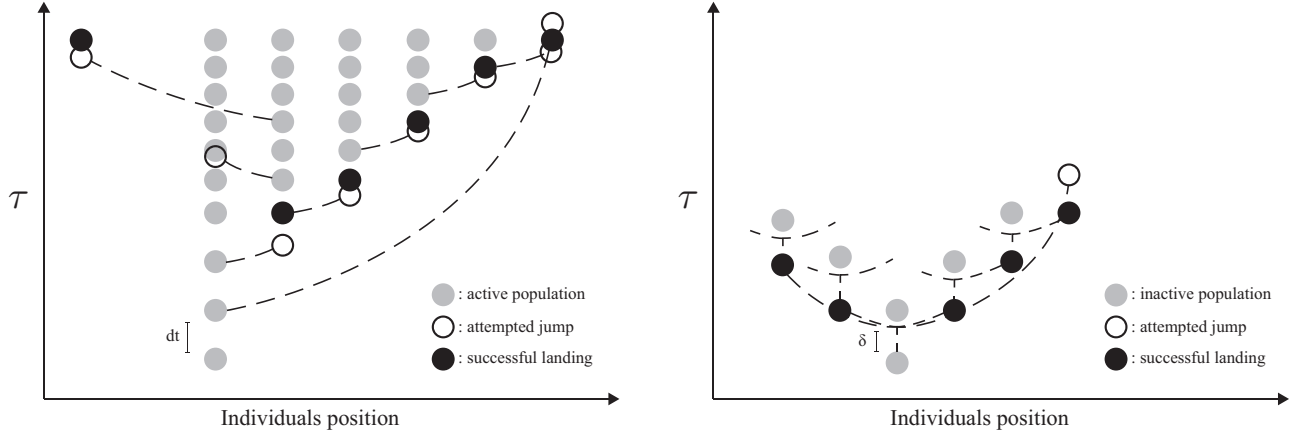 τ
dt
: active population
: attempted jump
: successful landing
Individuals position
τ
δ
: inactive population
: attempted jump
: successful landing
Individuals position